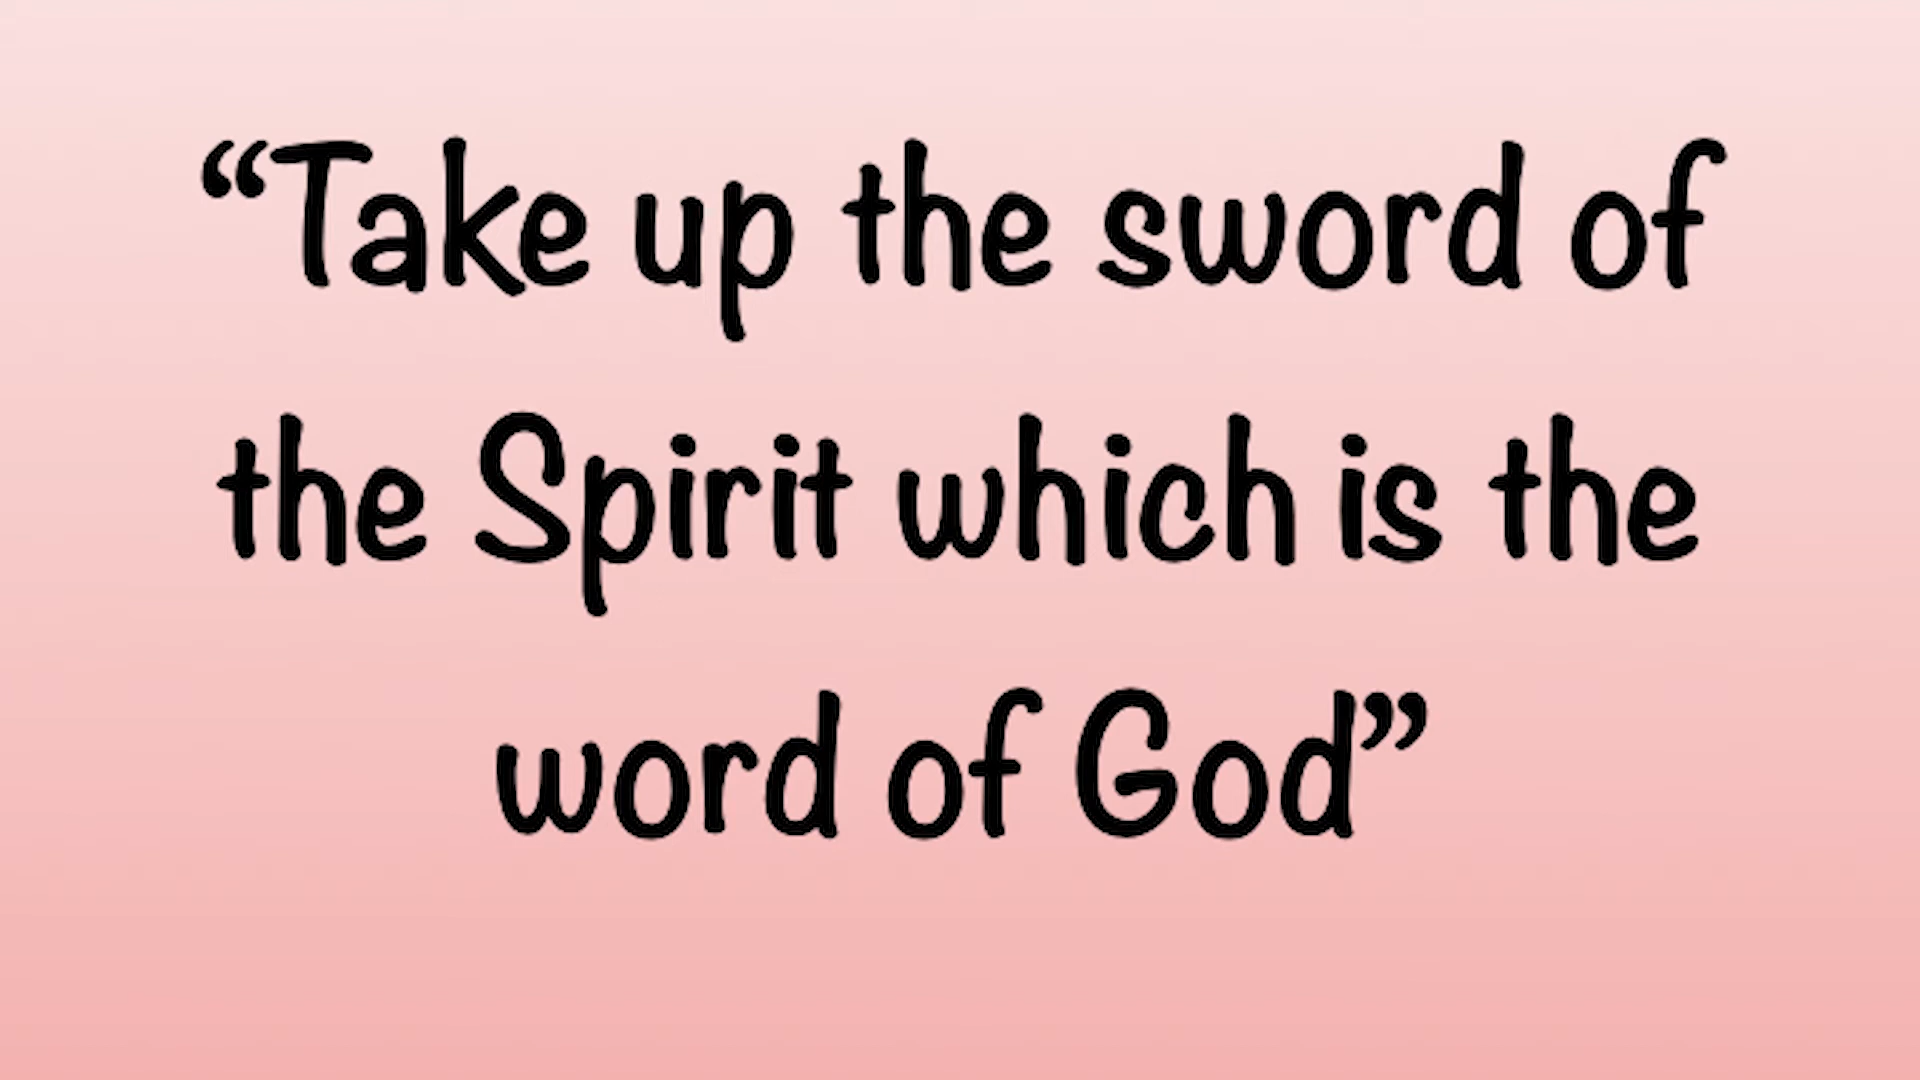 “Take up the sword of
the Spirit which is the
word of God”